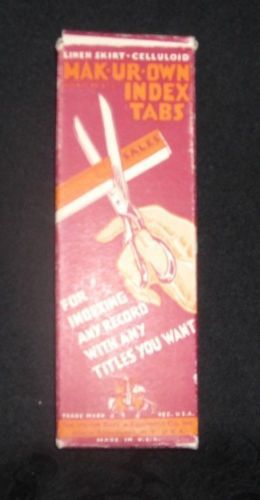 LINEN SKIRT • CELLULOID
MAK-UR-OWN
INDEX
TABS
SALES
FOR
INDEXING
ANY RECORD
WITH ANY
TITLES YOU WANT
TRADE MARK REG. U.S.A.
MADE IN U.S.A.